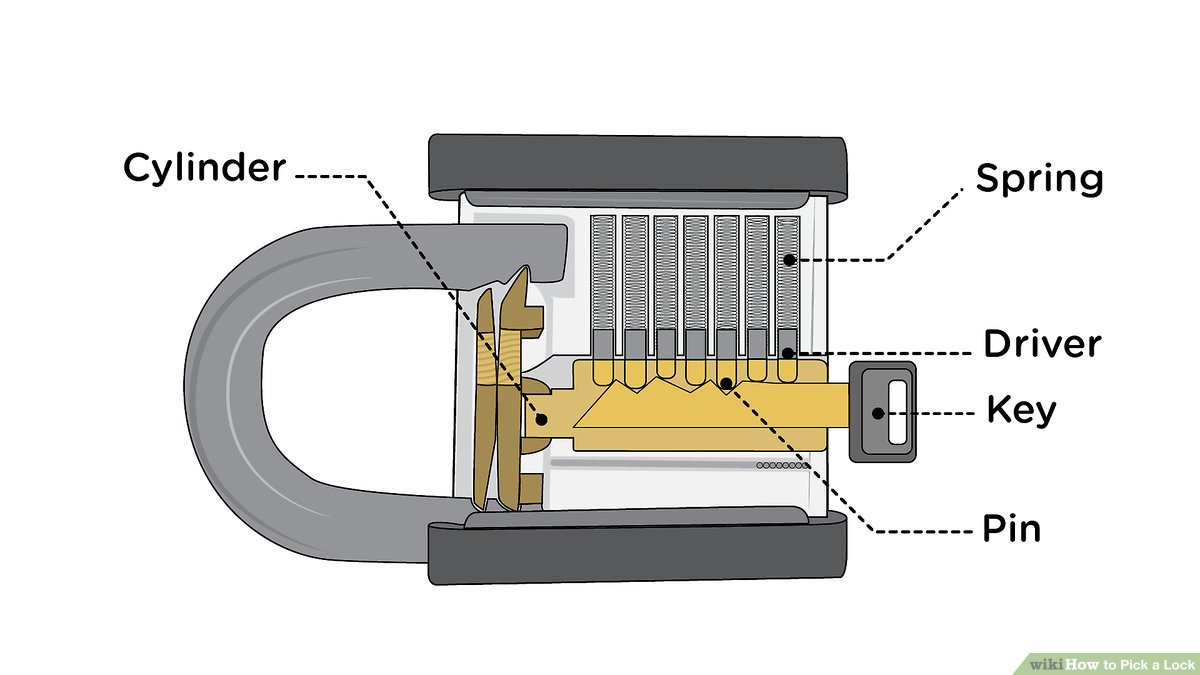 Cylinder
Spring
Driver
Key
Pin
wikiHow to Pick a Lock